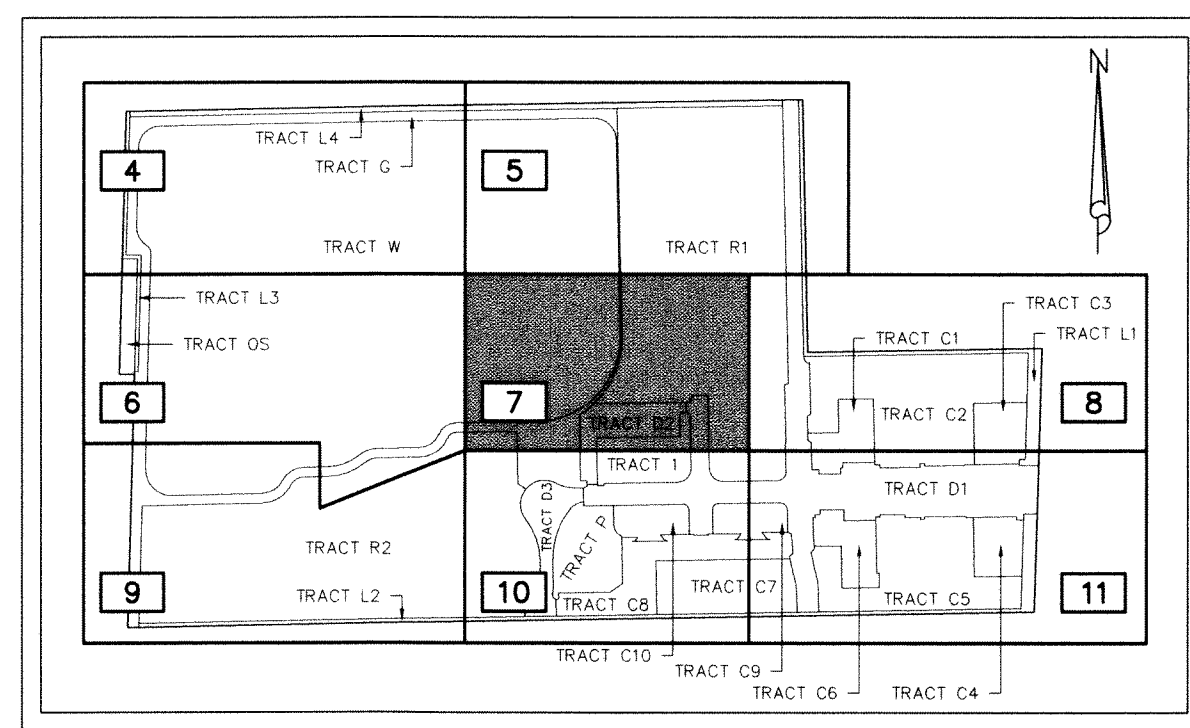 N
TRACT L4
TRACT G
4
5
TRACT W
TRACT R1
TRACT L3
TRACT OS
TRACT C3
TRACT L1
TRACT C1
6
7
8
TRACT C2
TRACT D2
TRACT 1
TRACT D1
TRACT D3
TRACT P
TRACT R2
9
10
11
TRACT L2
TRACT C7
TRACT C8
TRACT C5
TRACT C10
TRACT C9
TRACT C6
TRACT C4